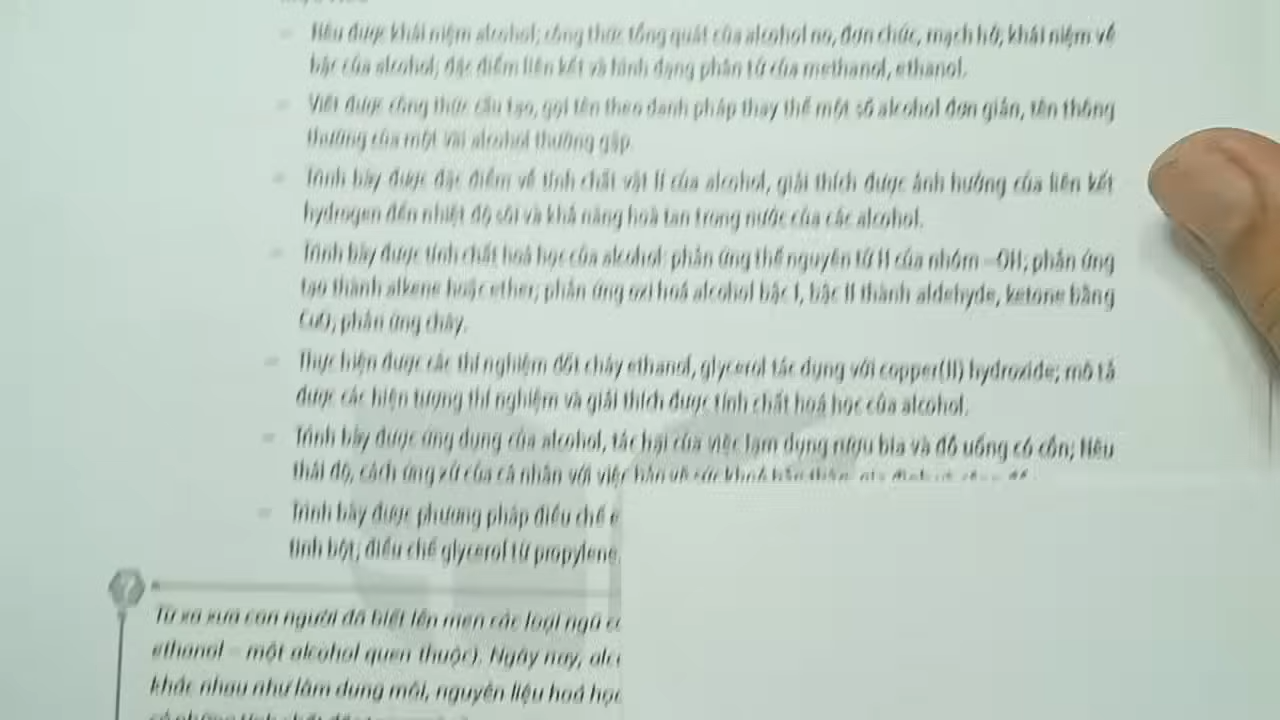 – Nêu được khái niệm alcohol; công thức tổng quát của alcohol no, đơn chức, mạch hở; khái niệm về
bậc của alcohol; đặc điểm liên kết và hình dạng phân tử của methanol, ethanol.
– Viết được công thức cấu tạo, gọi tên theo danh pháp thay thế một số alcohol đơn giản, tên thông
thường của một vài alcohol thường gặp.
– Trình bày được đặc điểm về tính chất vật lí của alcohol, giải thích được ảnh hưởng của liên kết
hydrogen đến nhiệt độ sôi và khả năng hoà tan trong nước của các alcohol.
– Trình bày được tính chất hoá học của alcohol: phản ứng thế nguyên tử H của nhóm –OH; phản ứng
tạo thành alkene hoặc ether; phản ứng oxi hoá alcohol bậc I, bậc II thành aldehyde, ketone bằng
CuO; phản ứng cháy.
– Thực hiện được các thí nghiệm đốt cháy ethanol, glycerol tác dụng với copper(II) hydroxide; mô tả
được các hiện tượng thí nghiệm và giải thích được tính chất hoá học của alcohol.
– Trình bày được ứng dụng của alcohol, tác hại của việc lạm dụng rượu bia và đồ uống có cồn; Nêu
thái độ, cách ứng xử của cá nhân với việc bảo vệ sức khoẻ bản thân, gia đình và
– Trình bày được phương pháp điều chế
tinh bột; điều chế glycerol từ propylene.
Từ xa xưa con người đã biết lên men các loại ngũ
ethanol – một alcohol quen thuộc). Ngày nay,
khác nhau như làm dung môi, nguyên liệu hoá học